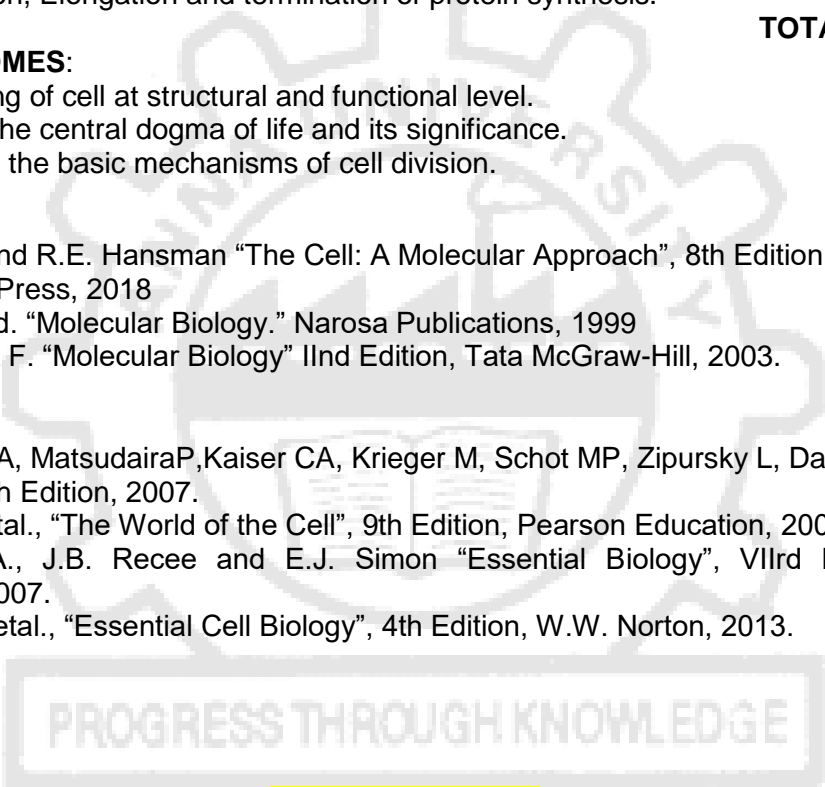 Elongation and termination of protein synthesis.
TOTA
OMES:
ng of cell at structural and functional level.
he central dogma of life and its significance.
the basic mechanisms of cell division.
nd R.E. Hansman “The Cell: A Molecular Approach”, 8th Edition
Press, 2018
d. “Molecular Biology.” Narosa Publications, 1999
F. “Molecular Biology” IInd Edition, Tata McGraw-Hill, 2003.
A, MatsudairaP,Kaiser CA, Krieger M, Schot MP, Zipursky L, Da
h Edition, 2007.
tal., “The World of the Cell”, 9th Edition, Pearson Education, 200
A., J.B. Recee and E.J. Simon “Essential Biology”, VIIrd
007.
etal., “Essential Cell Biology”, 4th Edition, W.W. Norton, 2013.
UNIVERSITY
PROGRESS THROUGH KNOWLEDGE